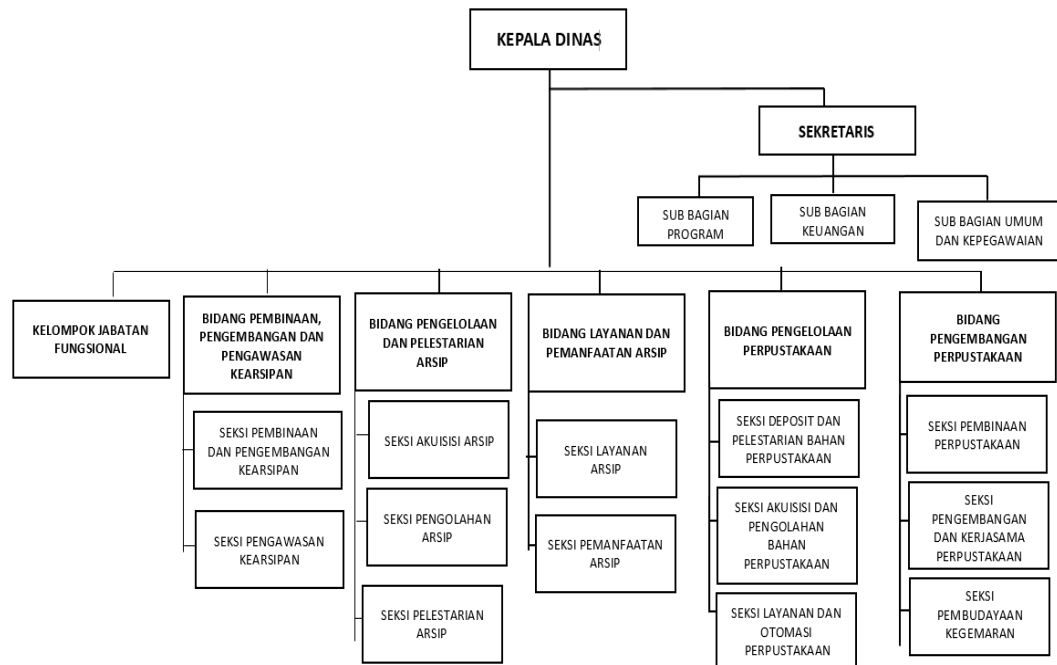 KEPALA DINAS
SEKRETARIS
SUB BAGIAN
PROGRAM
SUB BAGIAN
KEUANGAN
SUB BAGIAN UMUM
DAN KEPEGAWAIAN
KELOMPOK JABATAN
FUNGSIONAL
BIDANG PEMBINAAN,
PENGEMBANGAN DAN
PENGAWASAN
KEARSIPAN
BIDANG PENGELOLAAN
DAN PELESTARIAN
ARSIP
BIDANG LAYANAN DAN
PEMANFAATAN ARSIP
BIDANG PENGELOLAAN
PERPUSTAKAAN
BIDANG
PENGEMBANGAN
PERPUSTAKAAN
SEKSI PEMBINAAN
DAN PENGEMBANGAN
KEARSIPAN
SEKSI PENGAWASAN
KEARSIPAN
SEKSI AKUISISI ARSIP
SEKSI PENGOLAHAN
ARSIP
SEKSI PELESTARIAN
ARSIP
SEKSI LAYANAN
ARSIP
SEKSI PEMANFAATAN
ARSIP
SEKSI DEPOSIT DAN
PELESTARIAN BAHAN
PERPUSTAKAAN
SEKSI AKUISISI DAN
PENGOLAHAN
BAHAN
PERPUSTAKAAN
SEKSI LAYANAN DAN
OTOMASI
PERPUSTAKAAN
SEKSI PEMBINAAN
PERPUSTAKAAN
SEKSI
PENGEMBANGAN
DAN KERJASAMA
PERPUSTAKAAN
SEKSI
PEMBUDAYAAN
KEGEMARAN